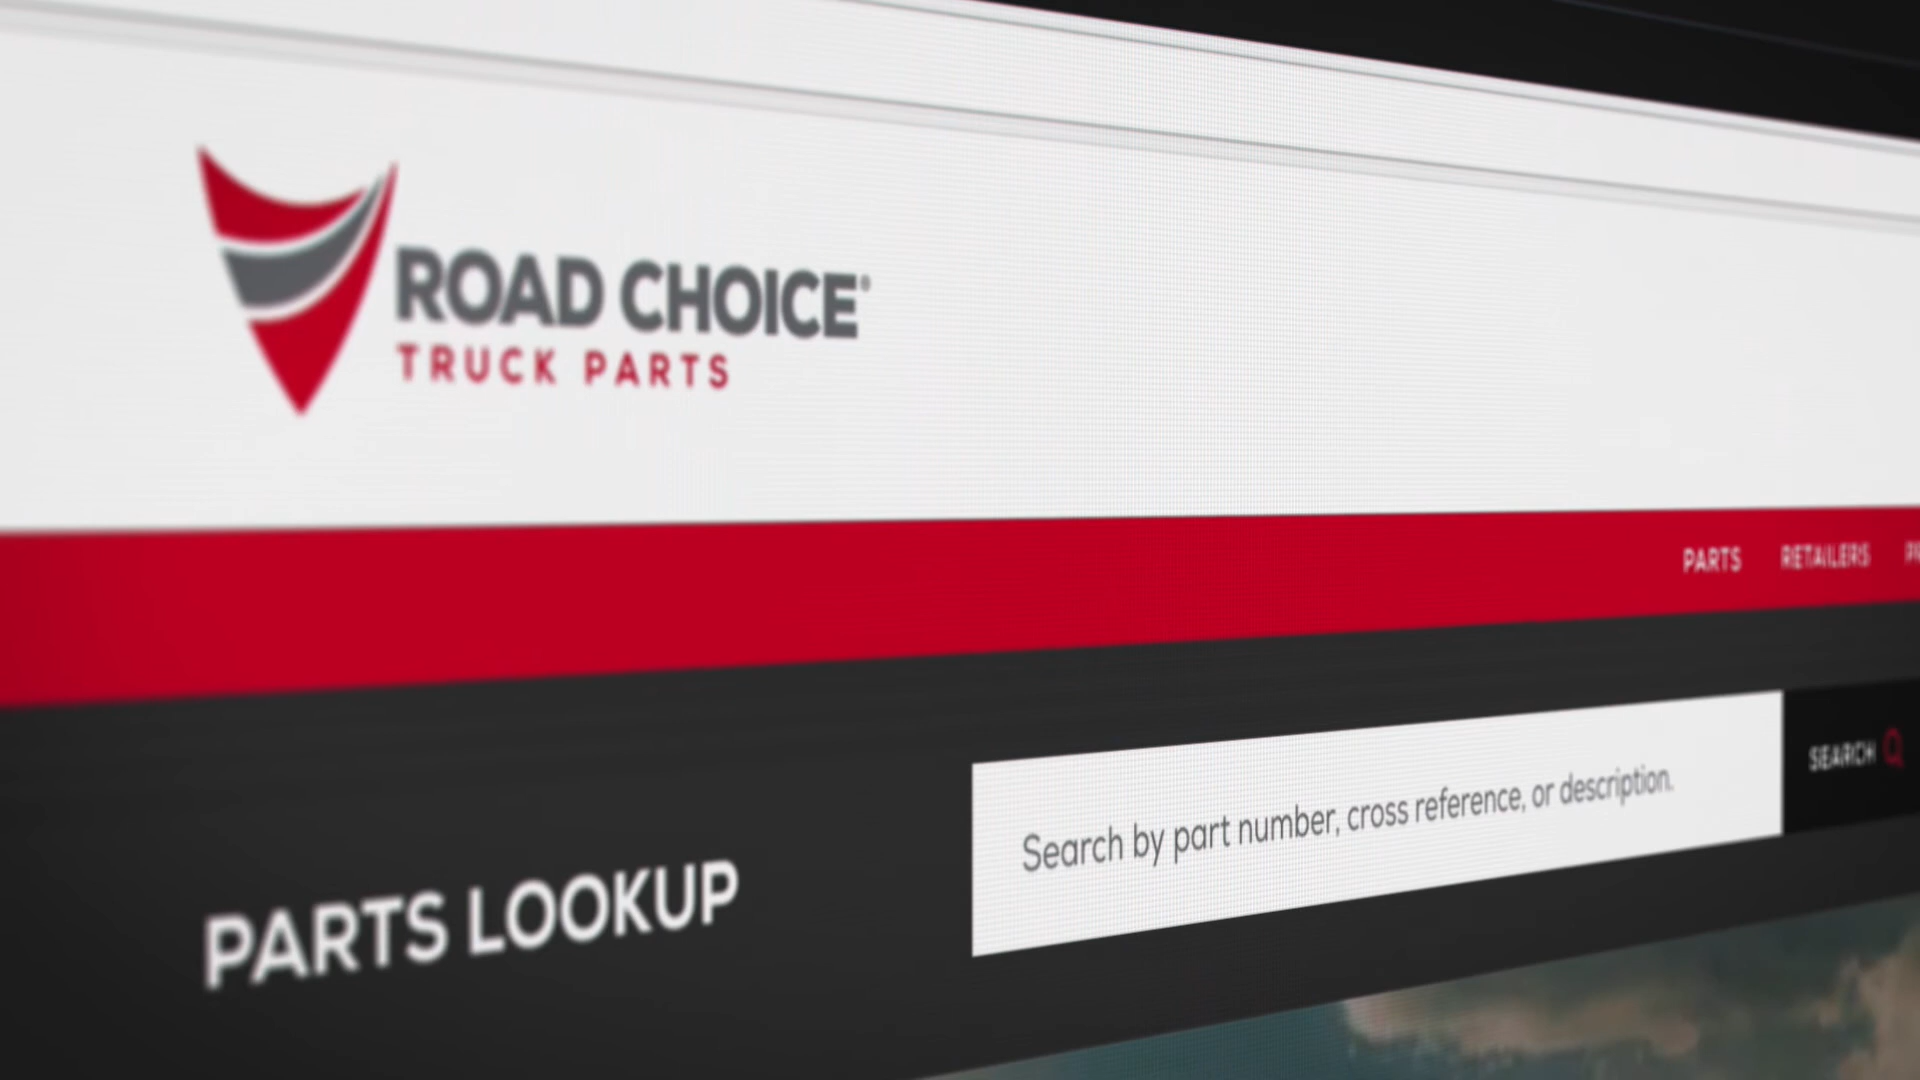 ROAD CHOICE®
TRUCK PARTS
PARTS RETAILERS
SEARCH
Search by part number, cross reference, or description.
PARTS LOOKUP